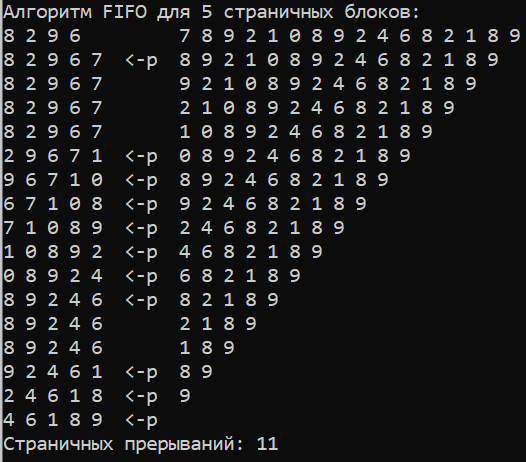 Алгоритм FIFO для 5 страничных блоков:
8 2 9 6         7 8 9 2 1 0 8 9 2 4 6 8 2 1 8 9
8 2 9 6 7  <-p  8 9 2 1 0 8 9 2 4 6 8 2 1 8 9
8 2 9 6 7       9 2 1 0 8 9 2 4 6 8 2 1 8 9
8 2 9 6 7       2 1 0 8 9 2 4 6 8 2 1 8 9
8 2 9 6 7       1 0 8 9 2 4 6 8 2 1 8 9
2 9 6 7 1  <-p  0 8 9 2 4 6 8 2 1 8 9
9 6 7 1 0  <-p  8 9 2 4 6 8 2 1 8 9
6 7 1 0 8  <-p  9 2 4 6 8 2 1 8 9
7 1 0 8 9  <-p  2 4 6 8 2 1 8 9
1 0 8 9 2  <-p  4 6 8 2 1 8 9
0 8 9 2 4  <-p  6 8 2 1 8 9
8 9 2 4 6  <-p  8 2 1 8 9
8 9 2 4 6       2 1 8 9
8 9 2 4 6       1 8 9
9 2 4 6 1  <-p  8 9
2 4 6 1 8  <-p  9
4 6 1 8 9  <-p
Страничных прерываний: 11